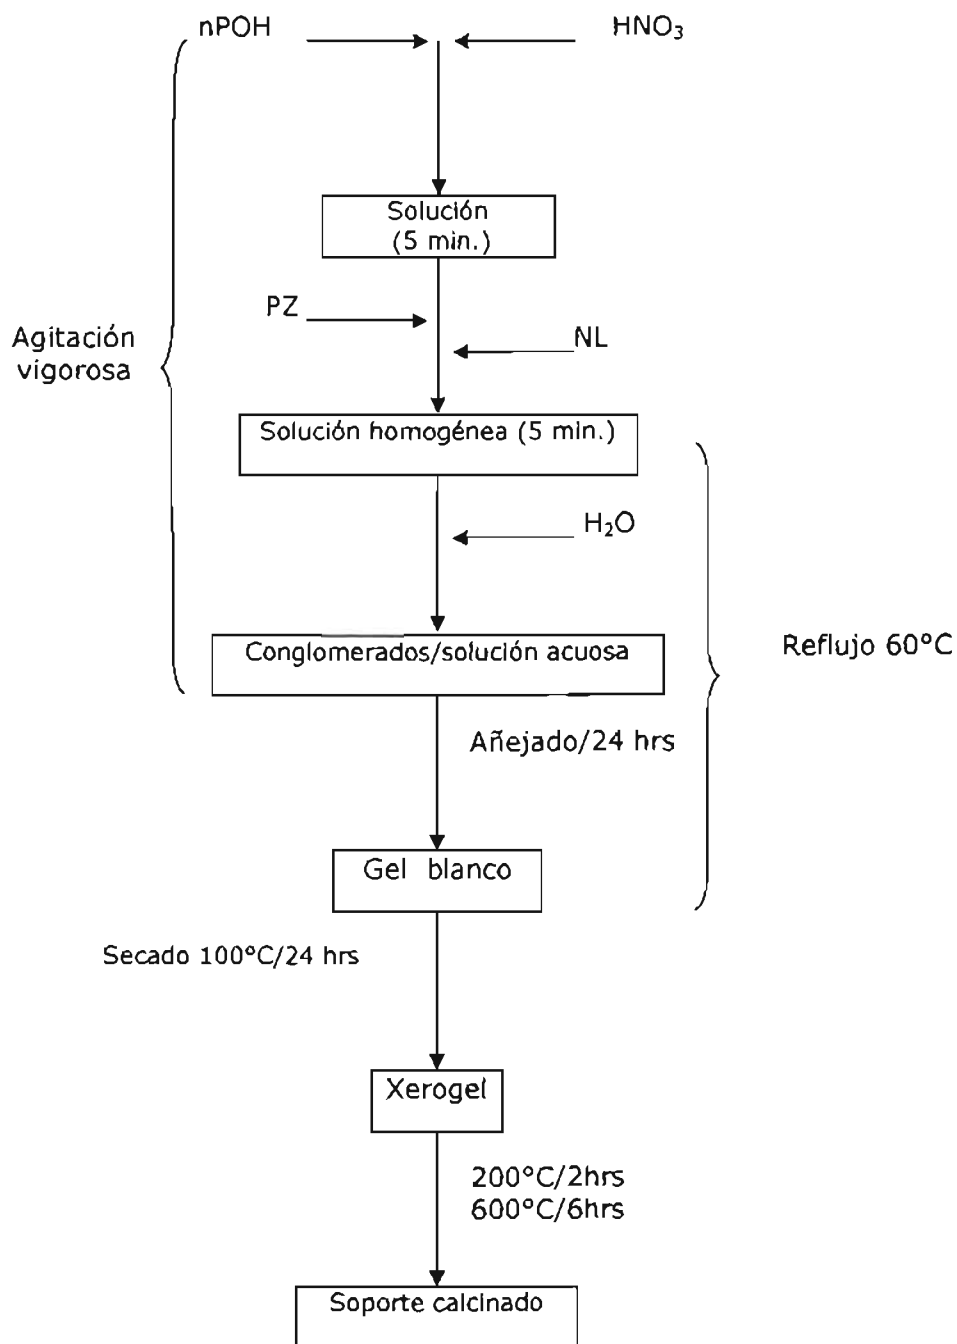 nPOH
HNO₃
Solución
(5 min.)
PZ
NL
Agitación
vigorosa
Solución homogénea (5 min.)
H₂O
Conglomerados/solución acuosa
Reflujo 60°C
Añejado/24 hrs
Gel blanco
Secado 100°C/24 hrs
Xerogel
200°C/2hrs
600°C/6hrs
Soporte calcinado